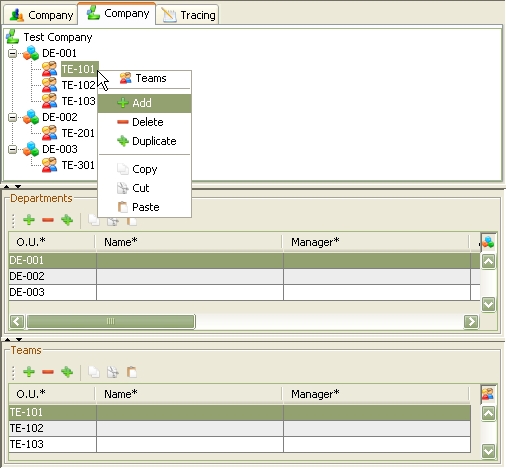 Company Company Tracing
Test Company
DE-001
TE-101
TE-102
TE-103
DE-002
TE-201
DE-003
TE-301
Teams
Add
Delete
Duplicate
Copy
Cut
Paste
Departments
O.U.* Name* Manager*
DE-001
DE-002
DE-003
Teams
O.U.* Name* Manager*
TE-101
TE-102
TE-103